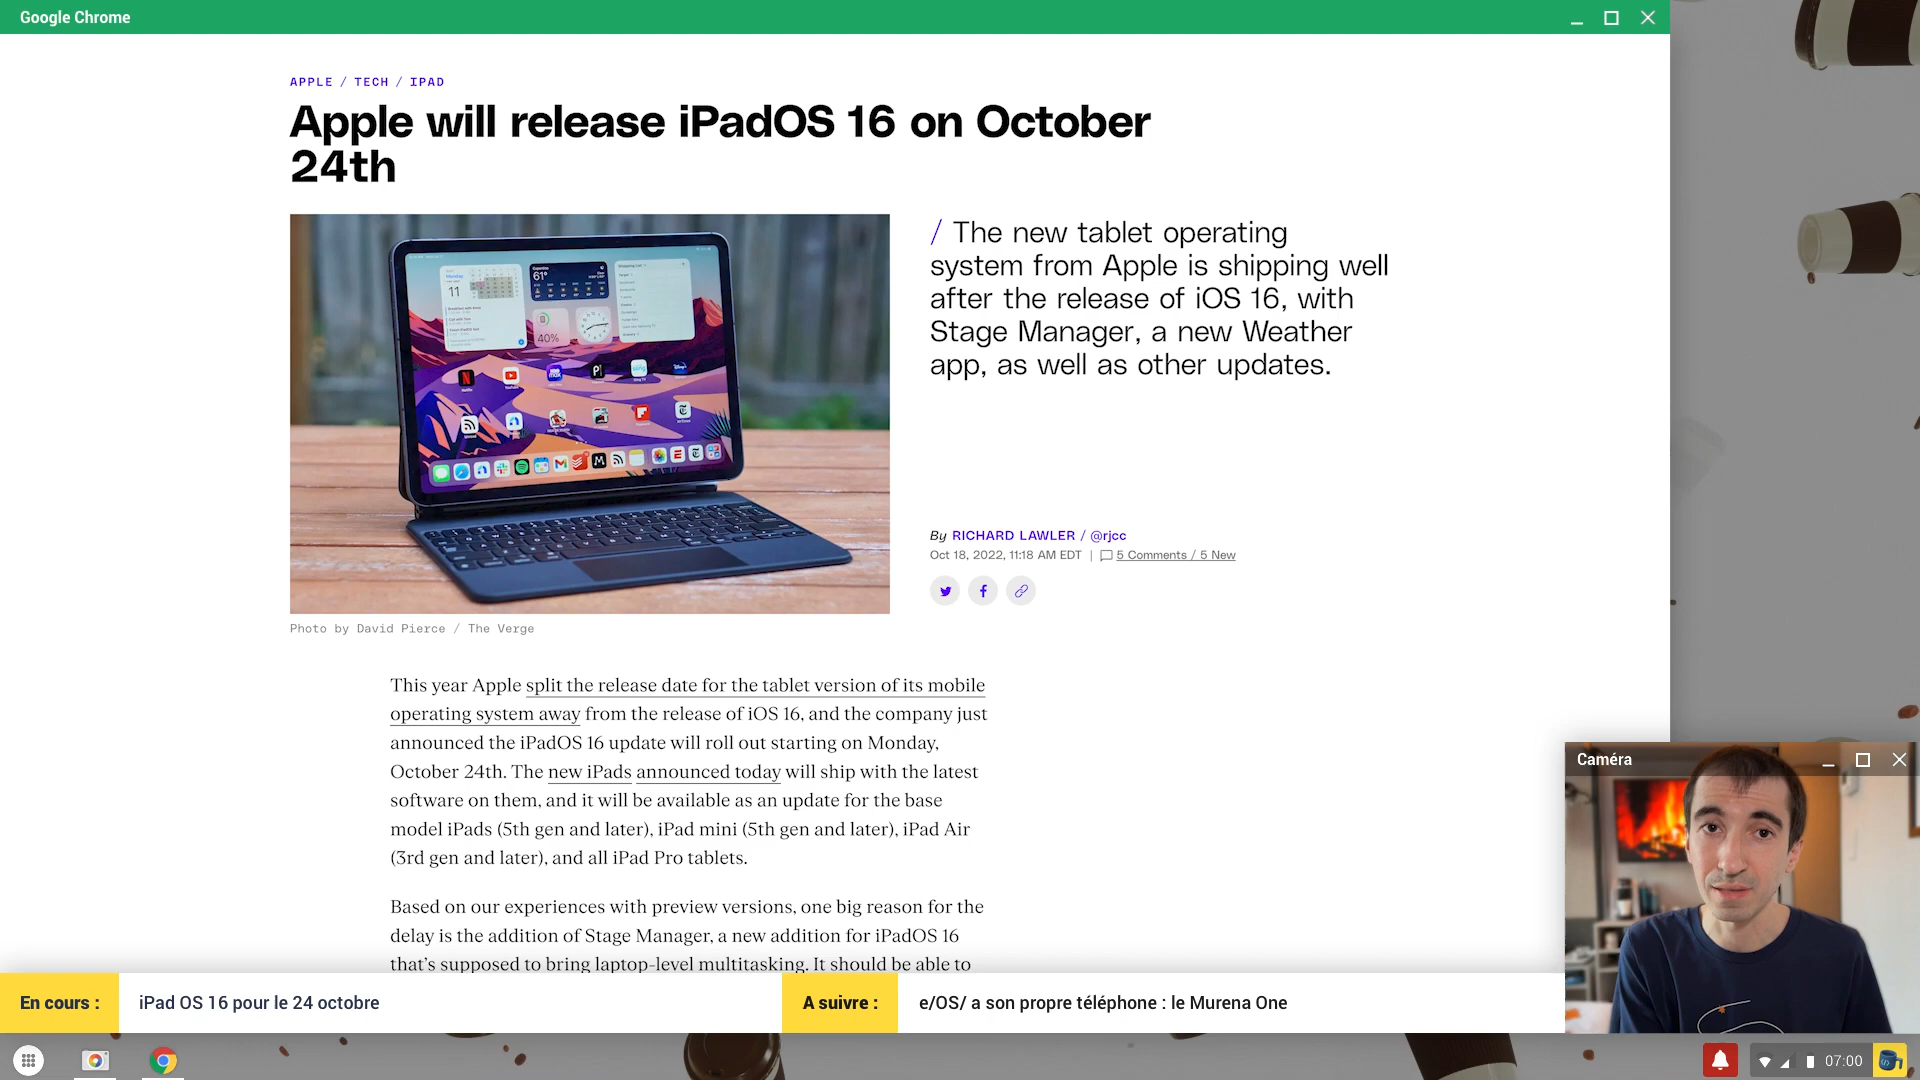 Google Chrome
APPLE / TECH / IPAD
Apple will release iPadOS 16 on October
24th
/ The new tablet operating
system from Apple is shipping well
after the release of iOS 16, with
Stage Manager, a new Weather
app, as well as other updates.
By RICHARD LAWLER / @rjcc
Oct 18, 2022, 11:18 AM EDT | 5 Comments / 5 New
Photo by David Pierce / The Verge
This year Apple split the release date for the tablet version of its mobile
operating system away from the release of iOS 16, and the company just
announced the iPadOS 16 update will roll out starting on Monday,
October 24th. The new iPads announced today will ship with the latest
software on them, and it will be available as an update for the base
model iPads (5th gen and later), iPad mini (5th gen and later), iPad Air
(3rd gen and later), and all iPad Pro tablets.
Based on our experiences with preview versions, one big reason for the
delay is the addition of Stage Manager, a new addition for iPadOS 16
that's supposed to bring laptop-level multitasking. It should be able to
Caméra
En cours :
iPad OS 16 pour le 24 octobre
A suivre :
e/OS/ a son propre téléphone : le Murena One
07:00
61°
11
40%